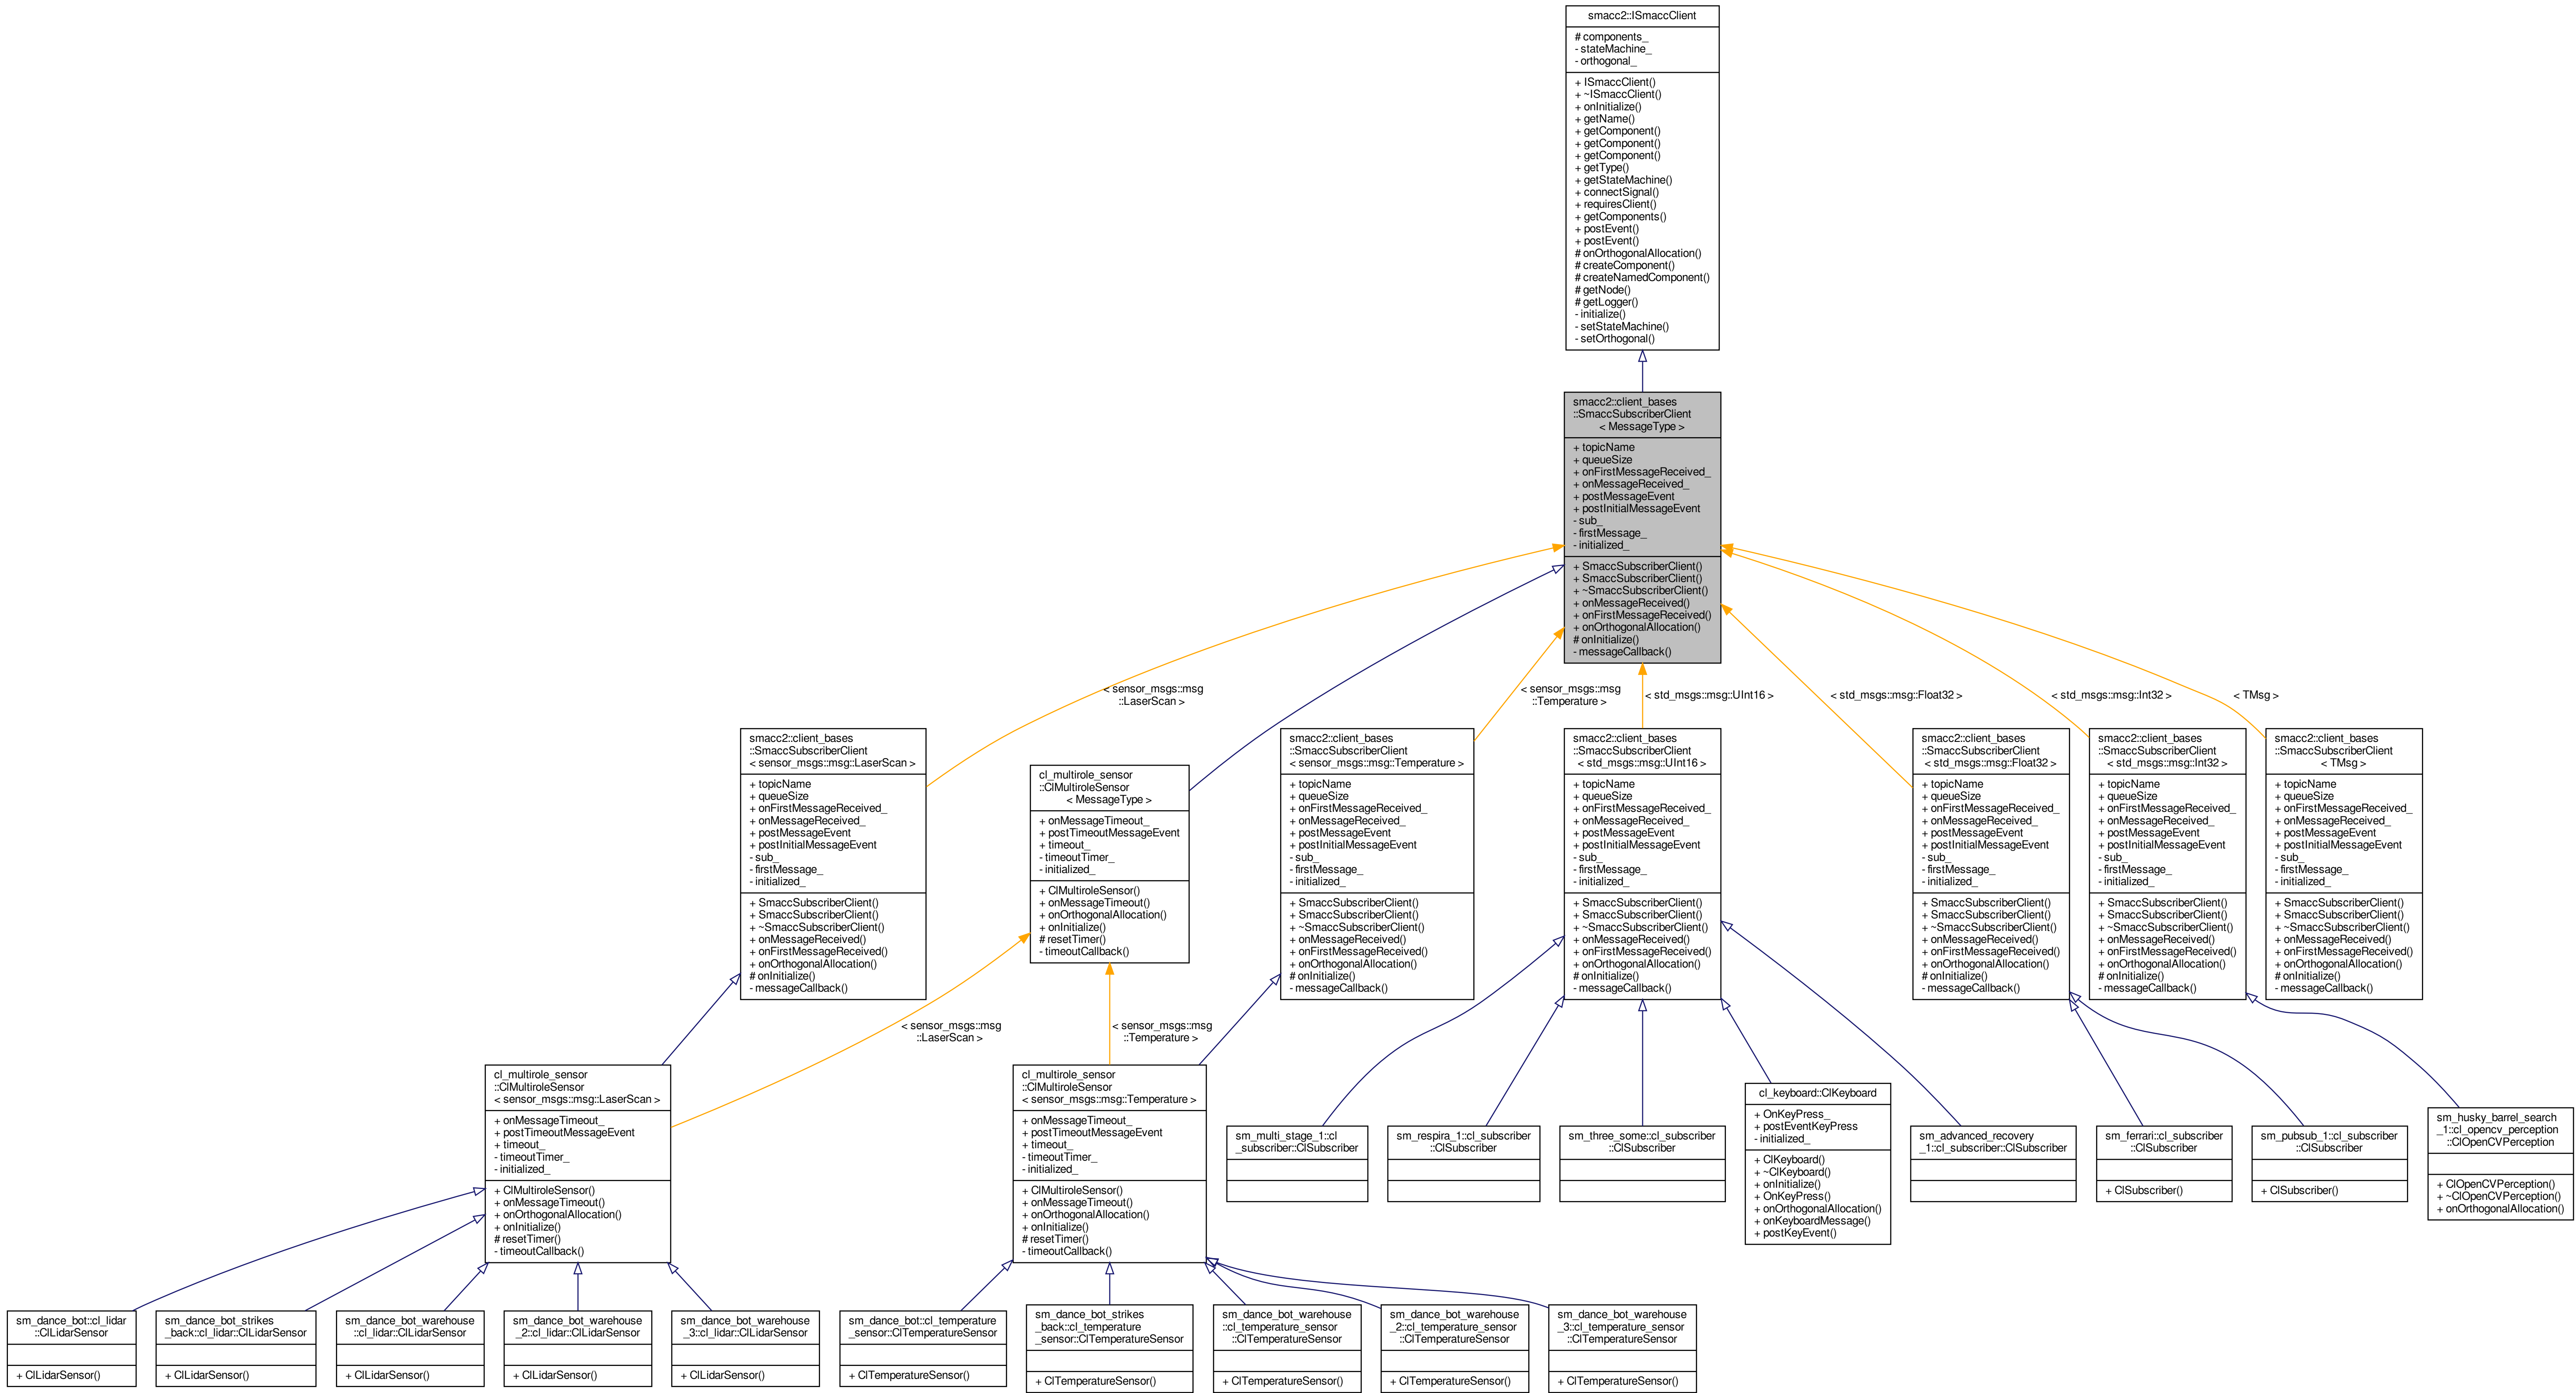 smacc2::ISmaccClient
# components_
- stateMachine_
- orthogonal_
+ ISmaccClient()
+ ~ISmaccClient()
+ onInitialize()
+ getName()
+ getComponent()
+ getComponent()
+ getComponent()
+ getType()
+ getStateMachine()
+ connectSignal()
+ requiresClient()
+ getComponents()
+ postEvent()
+ postEvent()
# onOrthogonalAllocation()
# createComponent()
# createNamedComponent()
# getNode()
# getLogger()
- initialize()
- setStateMachine()
- setOrthogonal()
smacc2::client_bases
::SmaccSubscriberClient
< MessageType >
+ topicName
+ queueSize
+ onFirstMessageReceived_
+ onMessageReceived_
+ postMessageEvent
+ postInitialMessageEvent
- sub_
- firstMessage_
- initialized_
+ SmaccSubscriberClient()
+ SmaccSubscriberClient()
+ ~SmaccSubscriberClient()
+ onMessageReceived()
+ onFirstMessageReceived()
+ onOrthogonalAllocation()
# onInitialize()
- messageCallback()
< sensor_msgs::msg
::LaserScan >
< sensor_msgs::msg
::Temperature >
< std_msgs::msg::UInt16 >
< std_msgs::msg::Float32 >
< std_msgs::msg::Int32 >
< TMsg >
smacc2::client_bases
::SmaccSubscriberClient
< sensor_msgs::msg::LaserScan >
+ topicName
+ queueSize
+ onFirstMessageReceived_
+ onMessageReceived_
+ postMessageEvent
+ postInitialMessageEvent
- sub_
- firstMessage_
- initialized_
+ SmaccSubscriberClient()
+ SmaccSubscriberClient()
+ ~SmaccSubscriberClient()
+ onMessageReceived()
+ onFirstMessageReceived()
+ onOrthogonalAllocation()
# onInitialize()
- messageCallback()
cl_multirole_sensor
::ClMultiroleSensor
< MessageType >
+ onMessageTimeout_
+ postTimeoutMessageEvent
+ timeout_
- timeoutTimer_
- initialized_
+ ClMultiroleSensor()
+ onMessageTimeout()
+ onOrthogonalAllocation()
+ onInitialize()
# resetTimer()
- timeoutCallback()
smacc2::client_bases
::SmaccSubscriberClient
< sensor_msgs::msg::Temperature >
+ topicName
+ queueSize
+ onFirstMessageReceived_
+ onMessageReceived_
+ postMessageEvent
+ postInitialMessageEvent
- sub_
- firstMessage_
- initialized_
+ SmaccSubscriberClient()
+ SmaccSubscriberClient()
+ ~SmaccSubscriberClient()
+ onMessageReceived()
+ onFirstMessageReceived()
+ onOrthogonalAllocation()
# onInitialize()
- messageCallback()
smacc2::client_bases
::SmaccSubscriberClient
< std_msgs::msg::UInt16 >
+ topicName
+ queueSize
+ onFirstMessageReceived_
+ onMessageReceived_
+ postMessageEvent
+ postInitialMessageEvent
- sub_
- firstMessage_
- initialized_
+ SmaccSubscriberClient()
+ SmaccSubscriberClient()
+ ~SmaccSubscriberClient()
+ onMessageReceived()
+ onFirstMessageReceived()
+ onOrthogonalAllocation()
# onInitialize()
- messageCallback()
smacc2::client_bases
::SmaccSubscriberClient
< std_msgs::msg::Float32 >
+ topicName
+ queueSize
+ onFirstMessageReceived_
+ onMessageReceived_
+ postMessageEvent
+ postInitialMessageEvent
- sub_
- firstMessage_
- initialized_
+ SmaccSubscriberClient()
+ SmaccSubscriberClient()
+ ~SmaccSubscriberClient()
+ onMessageReceived()
+ onFirstMessageReceived()
+ onOrthogonalAllocation()
# onInitialize()
- messageCallback()
smacc2::client_bases
::SmaccSubscriberClient
< std_msgs::msg::Int32 >
+ topicName
+ queueSize
+ onFirstMessageReceived_
+ onMessageReceived_
+ postMessageEvent
+ postInitialMessageEvent
- sub_
- firstMessage_
- initialized_
+ SmaccSubscriberClient()
+ SmaccSubscriberClient()
+ ~SmaccSubscriberClient()
+ onMessageReceived()
+ onFirstMessageReceived()
+ onOrthogonalAllocation()
# onInitialize()
- messageCallback()
smacc2::client_bases
::SmaccSubscriberClient
< TMsg >
+ topicName
+ queueSize
+ onFirstMessageReceived_
+ onMessageReceived_
+ postMessageEvent
+ postInitialMessageEvent
- sub_
- firstMessage_
- initialized_
+ SmaccSubscriberClient()
+ SmaccSubscriberClient()
+ ~SmaccSubscriberClient()
+ onMessageReceived()
+ onFirstMessageReceived()
+ onOrthogonalAllocation()
# onInitialize()
- messageCallback()
< sensor_msgs::msg
::LaserScan >
< sensor_msgs::msg
::Temperature >
cl_multirole_sensor
::ClMultiroleSensor
< sensor_msgs::msg::LaserScan >
+ onMessageTimeout_
+ postTimeoutMessageEvent
+ timeout_
- timeoutTimer_
- initialized_
+ ClMultiroleSensor()
+ onMessageTimeout()
+ onOrthogonalAllocation()
+ onInitialize()
# resetTimer()
- timeoutCallback()
cl_multirole_sensor
::ClMultiroleSensor
< sensor_msgs::msg::Temperature >
+ onMessageTimeout_
+ postTimeoutMessageEvent
+ timeout_
- timeoutTimer_
- initialized_
+ ClMultiroleSensor()
+ onMessageTimeout()
+ onOrthogonalAllocation()
+ onInitialize()
# resetTimer()
- timeoutCallback()
sm_multi_stage_1::cl
_subscriber::ClSubscriber
sm_respira_1::cl_subscriber
::ClSubscriber
sm_three_some::cl_subscriber
::ClSubscriber
cl_keyboard::ClKeyboard
+ OnKeyPress_
+ postEventKeyPress
- initialized_
+ ClKeyboard()
+ ~ClKeyboard()
+ onInitialize()
+ OnKeyPress()
+ onOrthogonalAllocation()
+ onKeyboardMessage()
+ postKeyEvent()
sm_advanced_recovery
_1::cl_subscriber::ClSubscriber
sm_ferrari::cl_subscriber
::ClSubscriber
+ ClSubscriber()
sm_pubsub_1::cl_subscriber
::ClSubscriber
+ ClSubscriber()
sm_husky_barrel_search
_1::cl_opencv_perception
::ClOpenCVPerception
+ ClOpenCVPerception()
+ ~ClOpenCVPerception()
+ onOrthogonalAllocation()
sm_dance_bot::cl_lidar
::ClLidarSensor
+ ClLidarSensor()
sm_dance_bot_strikes
_back::cl_lidar::ClLidarSensor
+ ClLidarSensor()
sm_dance_bot_warehouse
::cl_lidar::ClLidarSensor
+ ClLidarSensor()
sm_dance_bot_warehouse
_2::cl_lidar::ClLidarSensor
+ ClLidarSensor()
sm_dance_bot_warehouse
_3::cl_lidar::ClLidarSensor
+ ClLidarSensor()
sm_dance_bot::cl_temperature
_sensor::ClTemperatureSensor
+ ClTemperatureSensor()
sm_dance_bot_strikes
_back::cl_temperature
_sensor::ClTemperatureSensor
+ ClTemperatureSensor()
sm_dance_bot_warehouse
::cl_temperature_sensor
::ClTemperatureSensor
+ ClTemperatureSensor()
sm_dance_bot_warehouse
_2::cl_temperature_sensor
::ClTemperatureSensor
+ ClTemperatureSensor()
sm_dance_bot_warehouse
_3::cl_temperature_sensor
::ClTemperatureSensor
+ ClTemperatureSensor()